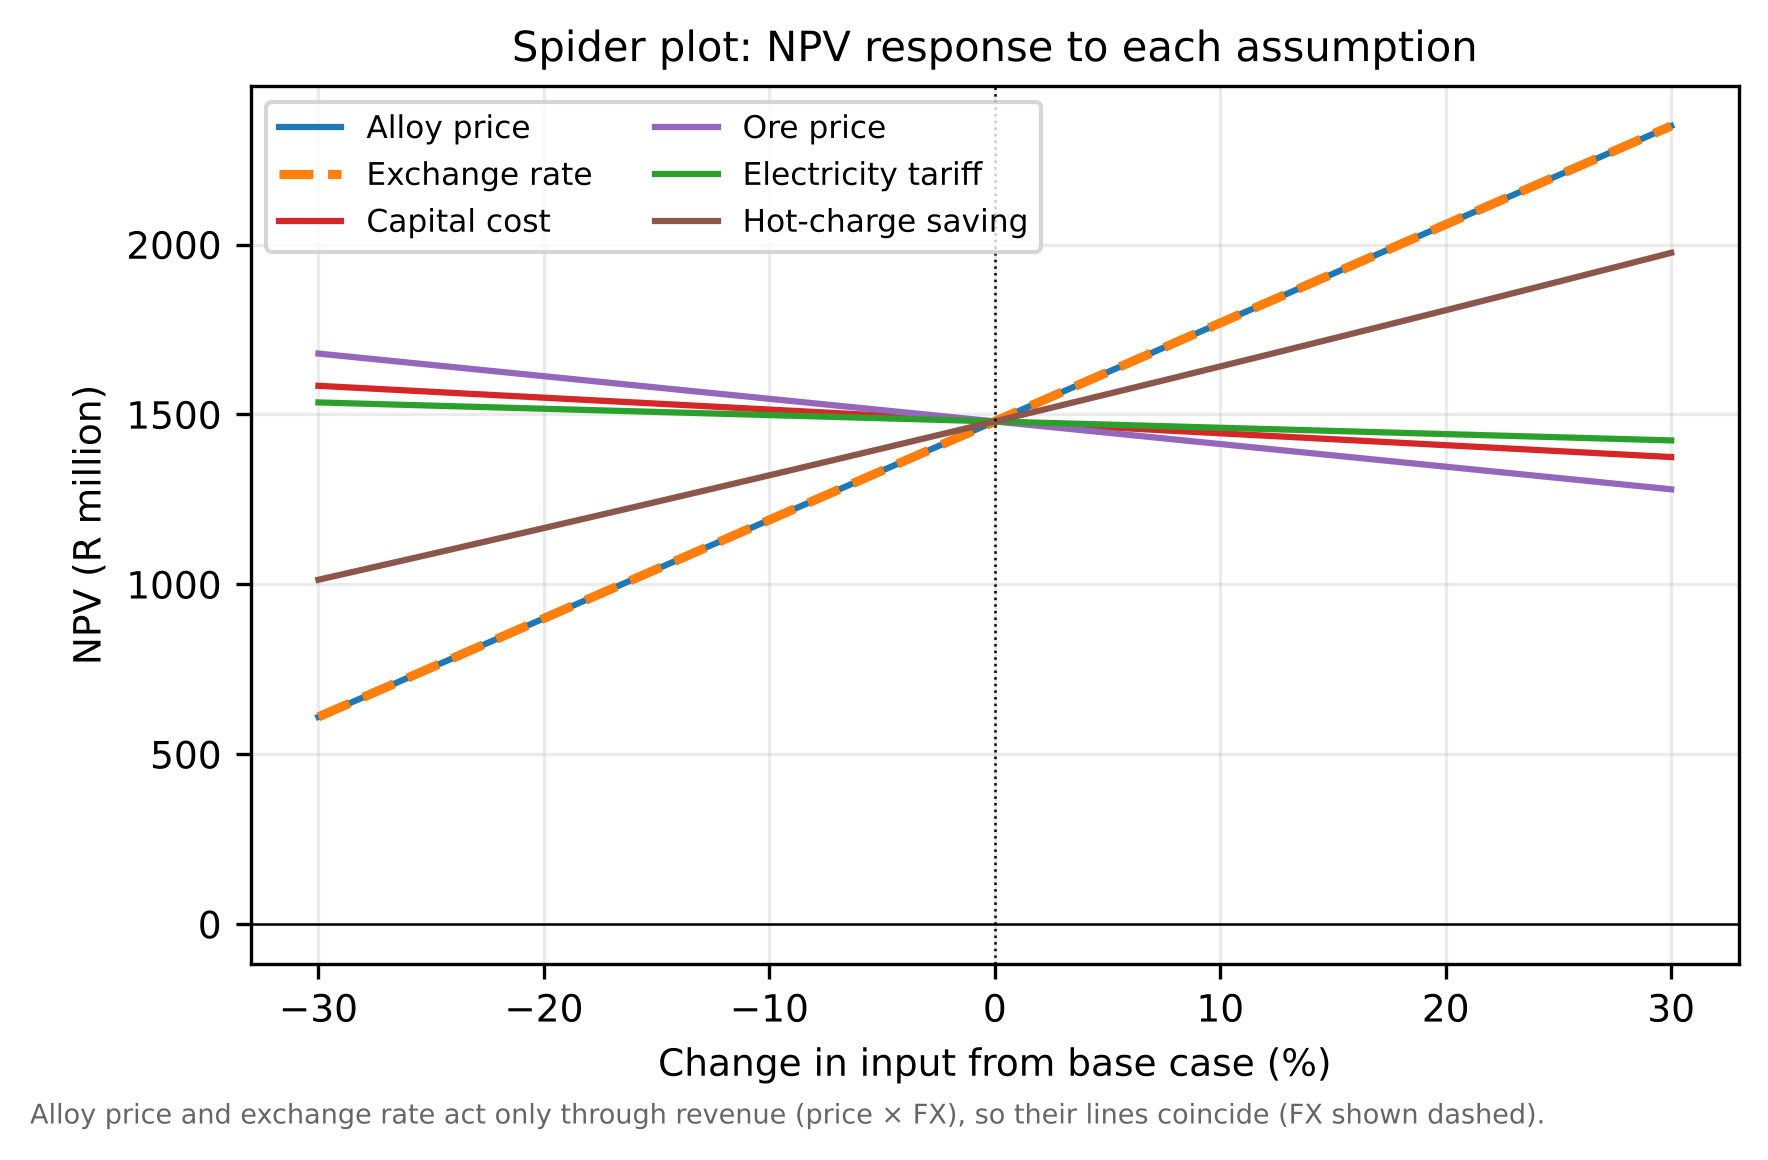 Spider plot: NPV response to each assumption
Alloy price
Exchange rate
Capital cost
Ore price
Electricity tariff
Hot-charge saving
NPV (R million)
2000
1500
1000
500
0
−30 −20 −10 0 10 20 30
Change in input from base case (%)
Alloy price and exchange rate act only through revenue (price × FX), so their lines coincide (FX shown dashed).